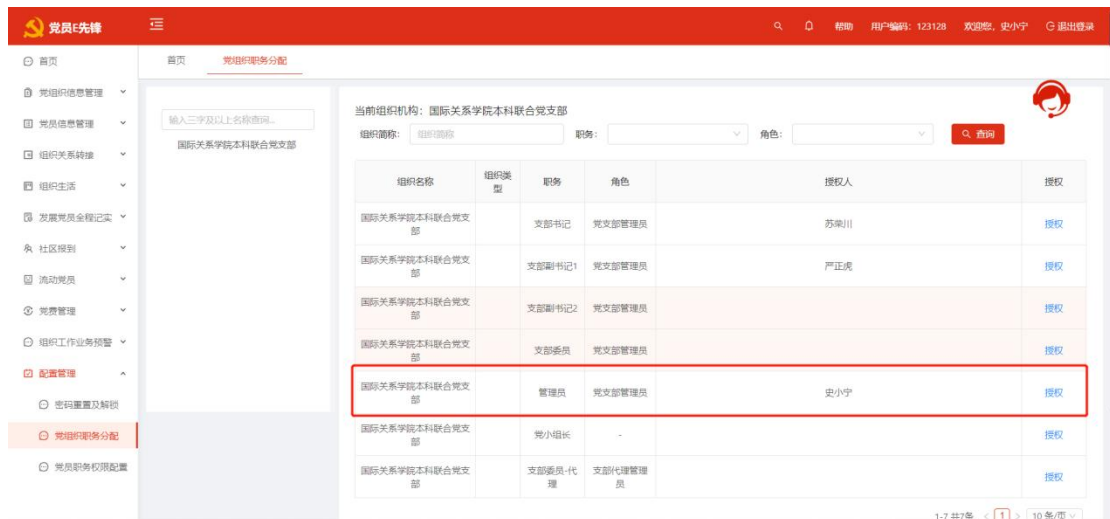 党员E先锋
帮助 用户编码：123128 欢迎您，史小宁 退出登录
首页
党组织信息管理
党员信息管理
组织关系转接
组织生活
发展党员全程记实
社区报到
流动党员
党费管理
组织工作业务预警
配置管理
密码重置及解锁
党组织职务分配
党员职务权限配置
首页 党组织职务分配
输入三字及以上名称查询...
国际关系学院本科联合党支部
当前组织机构：国际关系学院本科联合党支部
组织简称： 组织简称 职务： 角色： 查询
组织名称 组织类型 职务 角色 授权人 授权
国际关系学院本科联合党支部 支部书记 党支部管理员 苏荣川 授权
国际关系学院本科联合党支部 支部副书记1 党支部管理员 严正虎 授权
国际关系学院本科联合党支部 支部副书记2 党支部管理员 授权
国际关系学院本科联合党支部 支部委员 党支部管理员 授权
国际关系学院本科联合党支部 管理员 党支部管理员 史小宁 授权
国际关系学院本科联合党支部 党小组长 - 授权
国际关系学院本科联合党支部 支部委员-代理 支部代理管理员 授权
1-7 共7条 < 1 > 10 条/页